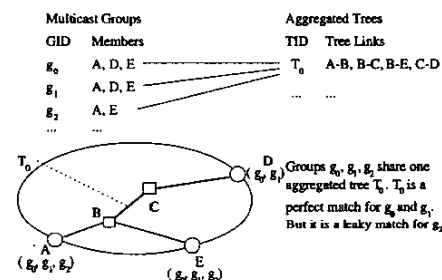 Multicast Groups Aggregated Trees
GID Members TID Tree Links
g0 A, D, E T0 A-B, B-C, B-E, C-D
g1 A, D, E
g2 A, E ... ...
... ...
T0
D
(g0, g1)
C
B
A
(g0, g1, g2)
E
(g0, g1, g2)
Groups g0, g1, g2 share one
aggregated tree T0. T0 is a
perfect match for g0 and g1.
But it is a leaky match for g2